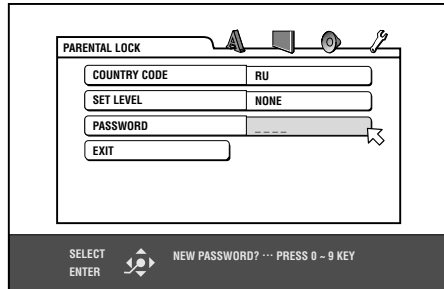 PARENTAL LOCK
COUNTRY CODE RU
SET LEVEL NONE
PASSWORD _ _ _ _
EXIT
SELECT
ENTER
NEW PASSWORD? ··· PRESS 0 ~ 9 KEY